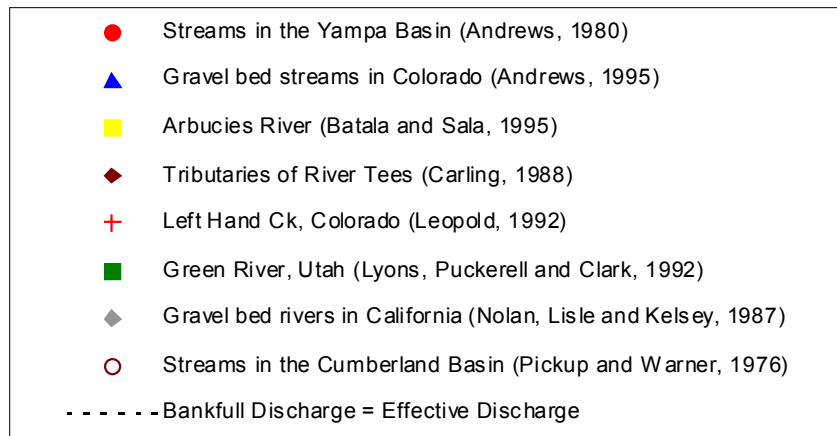 Streams in the Yampa Basin (Andrews, 1980)
Gravel bed streams in Colorado (Andrews, 1995)
Arbucies River (Batala and Sala, 1995)
Tributaries of River Tees (Carling, 1988)
Left Hand Ck, Colorado (Leopold, 1992)
Green River, Utah (Lyons, Puckerell and Clark, 1992)
Gravel bed rivers in California (Nolan, Lisle and Kelsey, 1987)
Streams in the Cumberland Basin (Pickup and Warner, 1976)
Bankfull Discharge = Effective Discharge